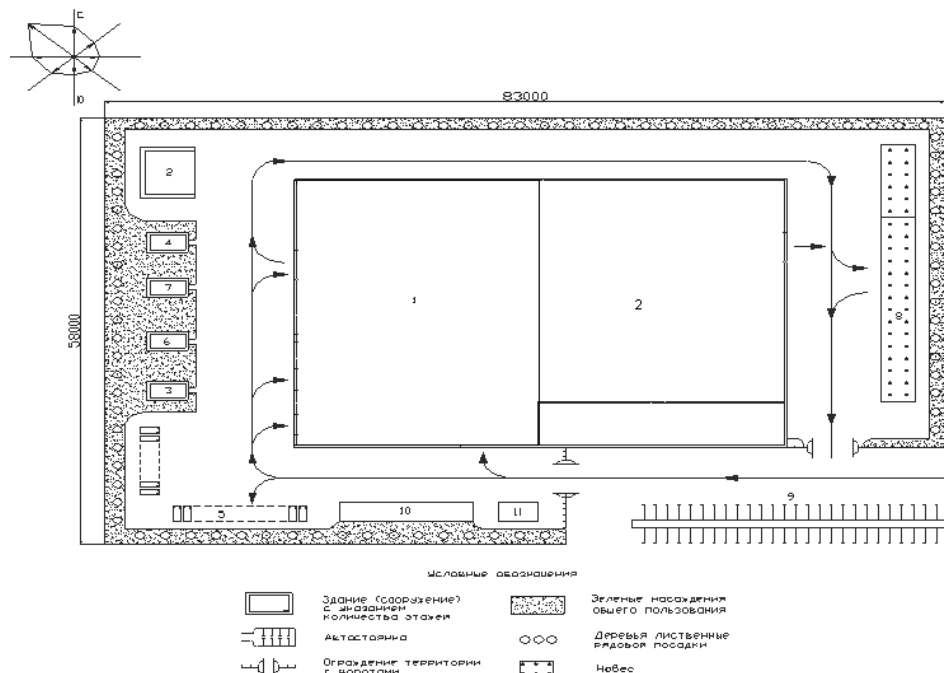 С
Ю
83000
58000
2
4
7
6
3
1
2
8
5
10
11
9
Условные обозначения
Здание (сооружение)
с указанием
количества этажей
Зеленые насаждения
общего пользования
Автостоянка
Деревья лиственные
рядовой посадки
Ограждение территории
с воротами
Навес